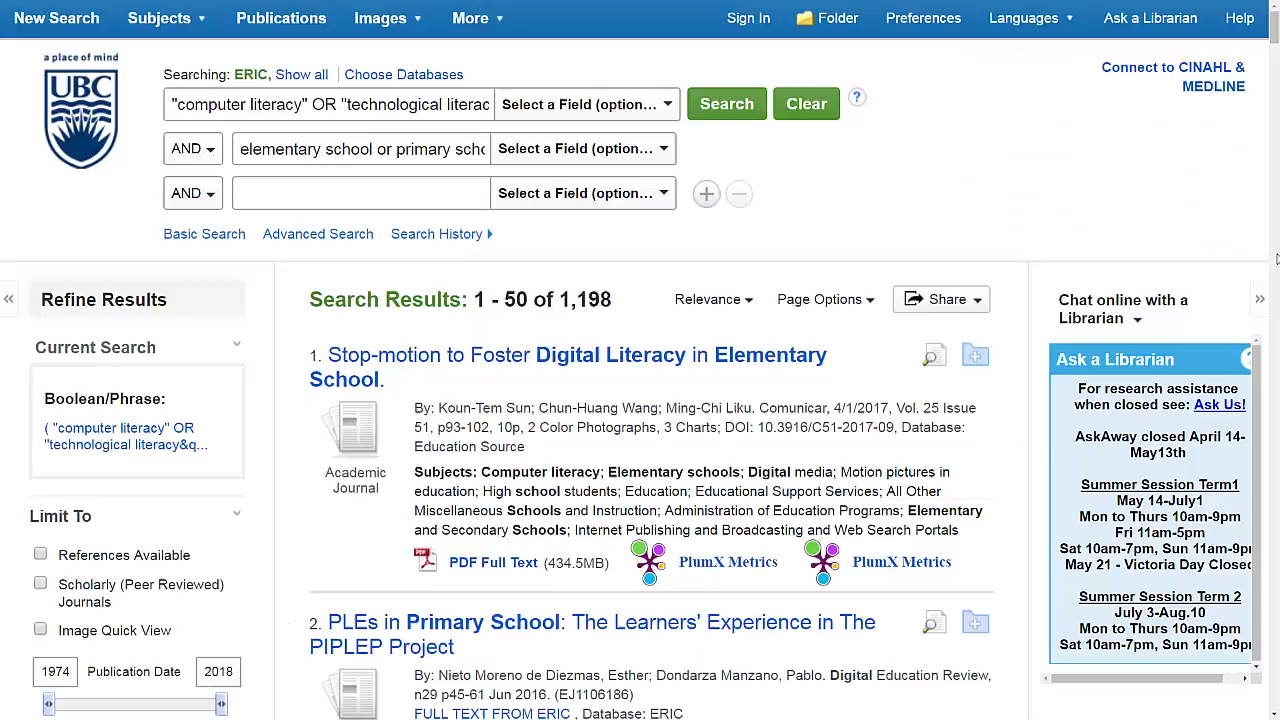 New Search Subjects Publications Images More Sign In Folder Preferences Languages Ask a Librarian Help
a place of mind
UBC
Searching: ERIC, Show all Choose Databases
Connect to CINAHL &
MEDLINE
"computer literacy" OR "technological literac Select a Field (option... Search Clear ?
AND elementary school or primary scho Select a Field (option...
AND Select a Field (option...
Basic Search Advanced Search Search History
Refine Results
Current Search
Boolean/Phrase:
( "computer literacy" OR
"technological literacy&q...
Limit To
References Available
Scholarly (Peer Reviewed)
Journals
Image Quick View
1974 Publication Date 2018
Search Results: 1 - 50 of 1,198 Relevance Page Options Share
1. Stop-motion to Foster Digital Literacy in Elementary
School.
Academic
Journal
By: Koun-Tem Sun; Chun-Huang Wang; Ming-Chi Liku. Comunicar, 4/1/2017, Vol. 25 Issue
51, p93-102, 10p, 2 Color Photographs, 3 Charts; DOI: 10.3916/C51-2017-09, Database:
Education Source
Subjects: Computer literacy; Elementary schools; Digital media; Motion pictures in
education; High school students; Education; Educational Support Services; All Other
Miscellaneous Schools and Instruction; Administration of Education Programs; Elementary
and Secondary Schools; Internet Publishing and Broadcasting and Web Search Portals
PDF PDF Full Text (434.5MB) PlumX Metrics PlumX Metrics
2. PLEs in Primary School: The Learners' Experience in The
PIPLEP Project
By: Nieto Moreno de Diezmas, Esther; Dondarza Manzano, Pablo. Digital Education Review,
n29 p45-61 Jun 2016. (EJ1106186)
FULL TEXT FROM ERIC , Database: ERIC
Chat online with a
Librarian
Ask a Librarian ?
For research assistance
when closed see: Ask Us!
AskAway closed April 14-
May13th
Summer Session Term1
May 14-July1
Mon to Thurs 10am-9pm
Fri 11am-5pm
Sat 10am-7pm, Sun 11am-9pm
May 21 - Victoria Day Closed
Summer Session Term 2
July 3-Aug.10
Mon to Thurs 10am-9pm
Sat 10am-7pm, Sun 11am-9pm